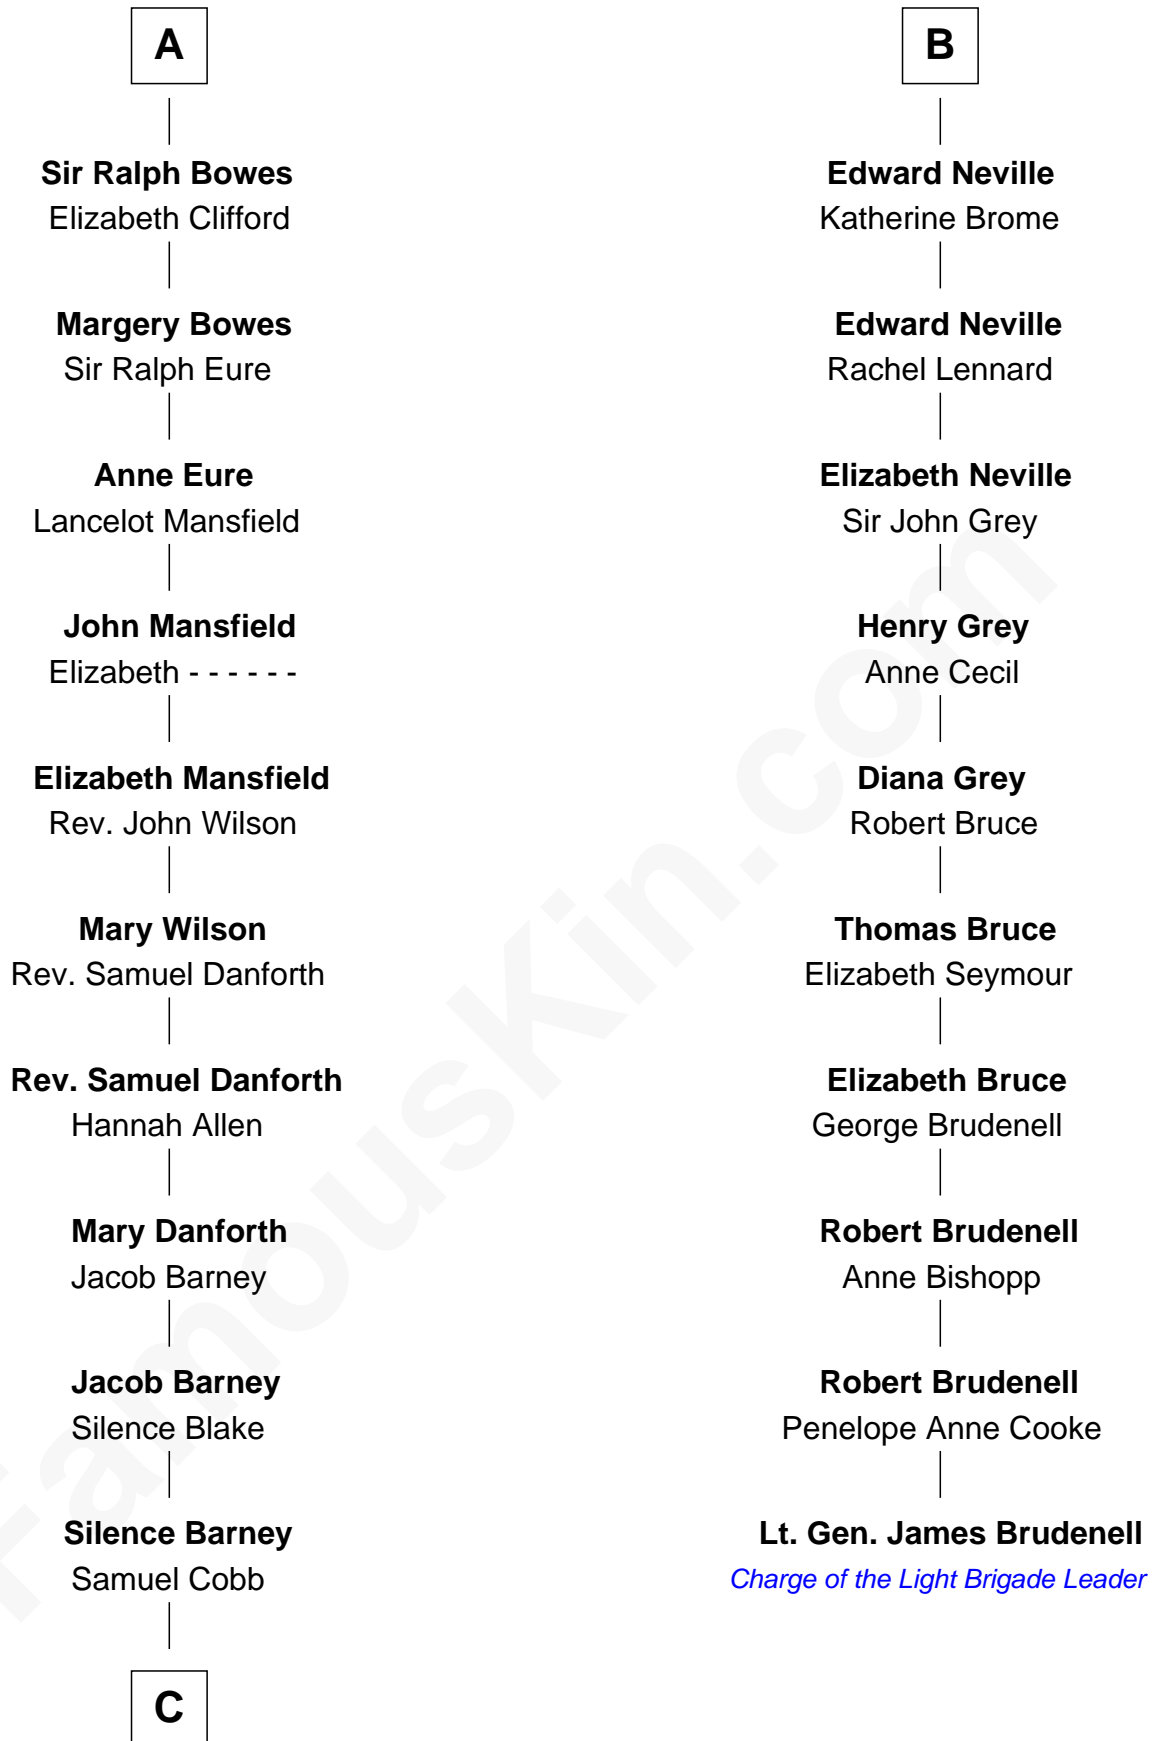 A
Sir Ralph Bowes
Elizabeth Clifford
Margery Bowes
Sir Ralph Eure
Anne Eure
Lancelot Mansfield
John Mansfield
Elizabeth - - - - - -
Elizabeth Mansfield
Rev. John Wilson
Mary Wilson
Rev. Samuel Danforth
Rev. Samuel Danforth
Hannah Allen
Mary Danforth
Jacob Barney
Jacob Barney
Silence Blake
Silence Barney
Samuel Cobb
C
B
Edward Neville
Katherine Brome
Edward Neville
Rachel Lennard
Elizabeth Neville
Sir John Grey
Henry Grey
Anne Cecil
Diana Grey
Robert Bruce
Thomas Bruce
Elizabeth Seymour
Elizabeth Bruce
George Brudenell
Robert Brudenell
Anne Bishopp
Robert Brudenell
Penelope Anne Cooke
Lt. Gen. James Brudenell
Charge of the Light Brigade Leader
FamousKin.com